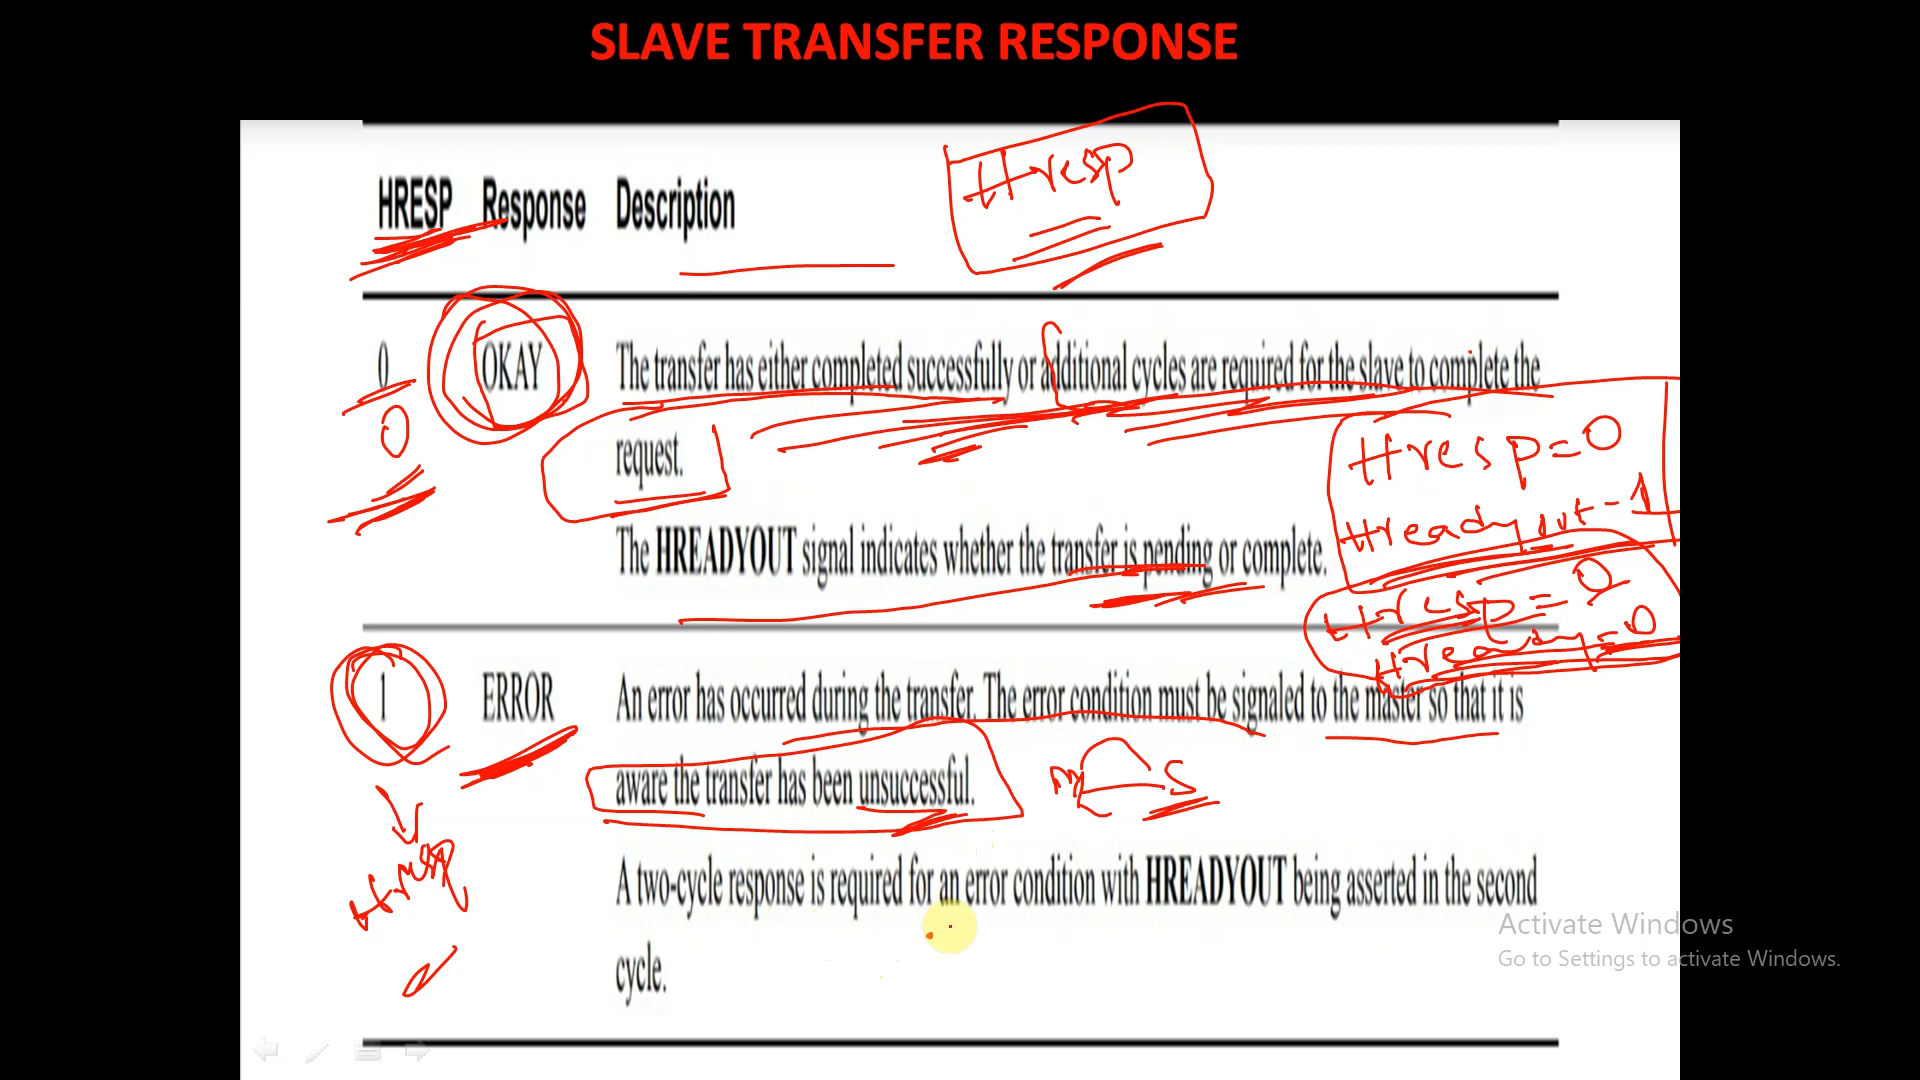 SLAVE TRANSFER RESPONSE
HRESP Response Description
Hresp
0 OKAY The transfer has either completed successfully or additional cycles are required for the slave to complete the
0
request.
Hresp=0
Hreadyout-1
The HREADYOUT signal indicates whether the transfer is pending or complete.
Hresp=0
Hready=0
1 ERROR An error has occurred during the transfer. The error condition must be signaled to the master so that it is
aware the transfer has been unsuccessful.
M S
Hresp
A two-cycle response is required for an error condition with HREADYOUT being asserted in the second
cycle.
Activate Windows
Go to Settings to activate Windows.